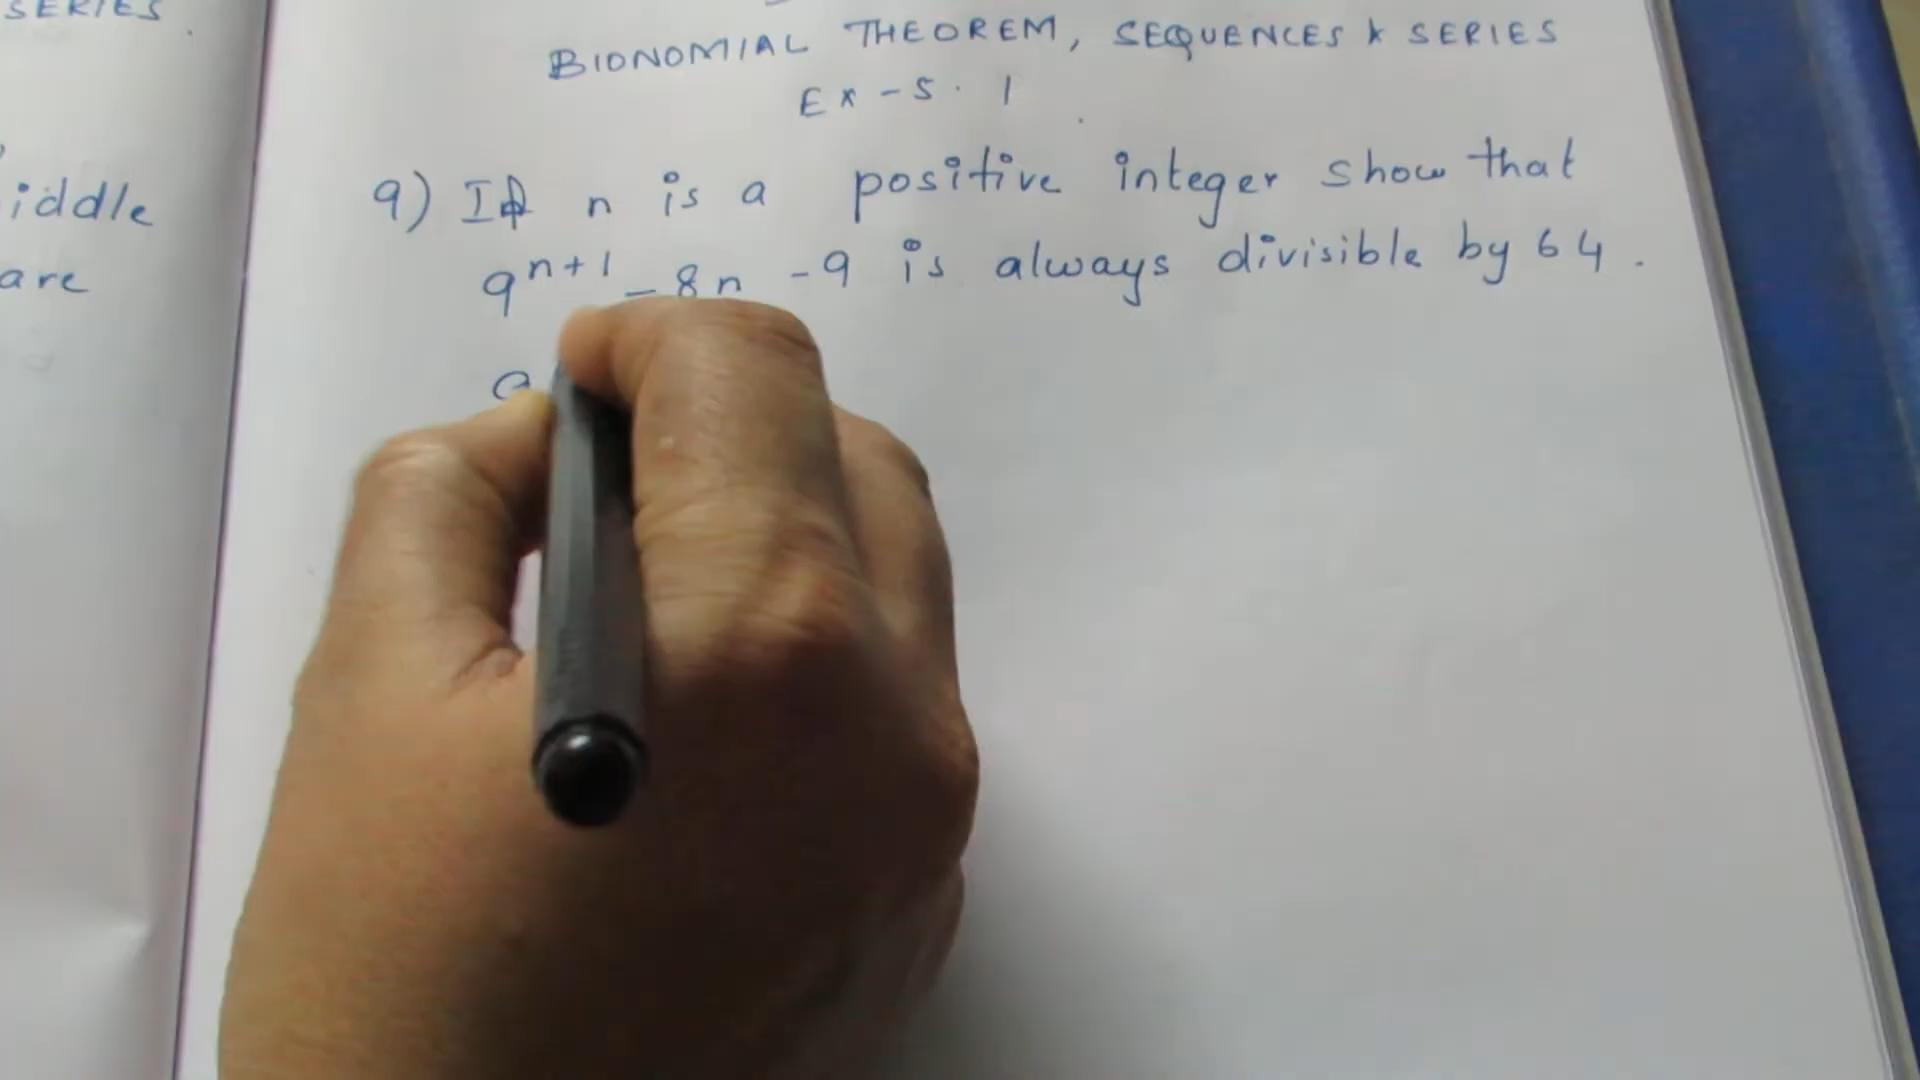 SERIES
iddle
are
BIONOMIAL THEOREM, SEQUENCES & SERIES
Ex - 5.1
9) If n is a positive integer show that
9^{n+1} - 8n - 9 is always divisible by 64.